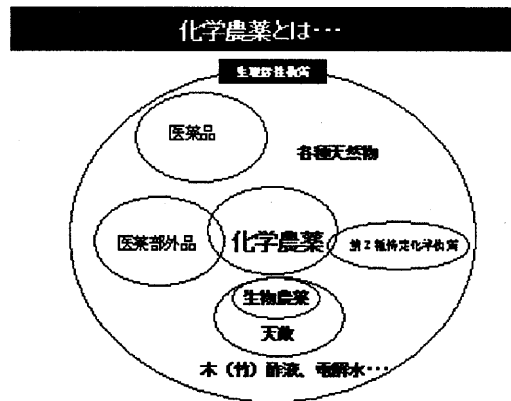 化学農薬とは･･･
生理活性物質
医薬品
各種天然物
医薬部外品
化学農薬
第２種特定化学物質
生物農薬
天敵
木（竹）酢液、電解水･･･